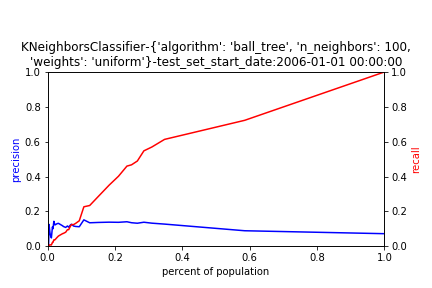 KNeighborsClassifier-{'algorithm': 'ball_tree', 'n_neighbors': 100,
'weights': 'uniform'}-test_set_start_date:2006-01-01 00:00:00
1.0
0.8
0.6
0.4
0.2
0.0
precision
1.0
0.8
0.6
0.4
0.2
0.0
recall
0.0 0.2 0.4 0.6 0.8 1.0
percent of population